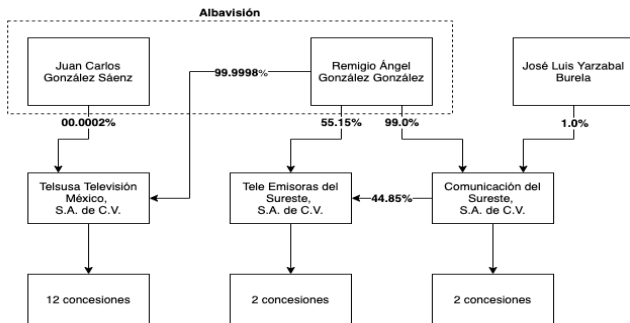 Albavisión
Juan Carlos
González Sáenz
Remigio Ángel
González González
José Luis Yarzabal
Burela
99.9998%
00.0002%
55.15%
99.0%
1.0%
Telsusa Televisión
México,
S.A. de C.V.
Tele Emisoras del
Sureste,
S.A. de C.V.
44.85%
Comunicación del
Sureste,
S.A. de C.V.
12 concesiones
2 concesiones
2 concesiones